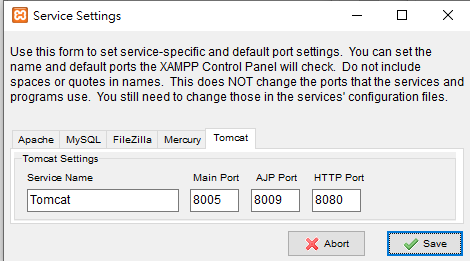 Service Settings
Use this form to set service-specific and default port settings.  You can set the
name and default ports the XAMPP Control Panel will check.  Do not include
spaces or quotes in names.  This does NOT change the ports that the services and
programs use.  You still need to change those in the services' configuration files.
Apache MySQL FileZilla Mercury Tomcat
Tomcat Settings
Service Name Main Port AJP Port HTTP Port
Tomcat 8005 8009 8080
Abort Save